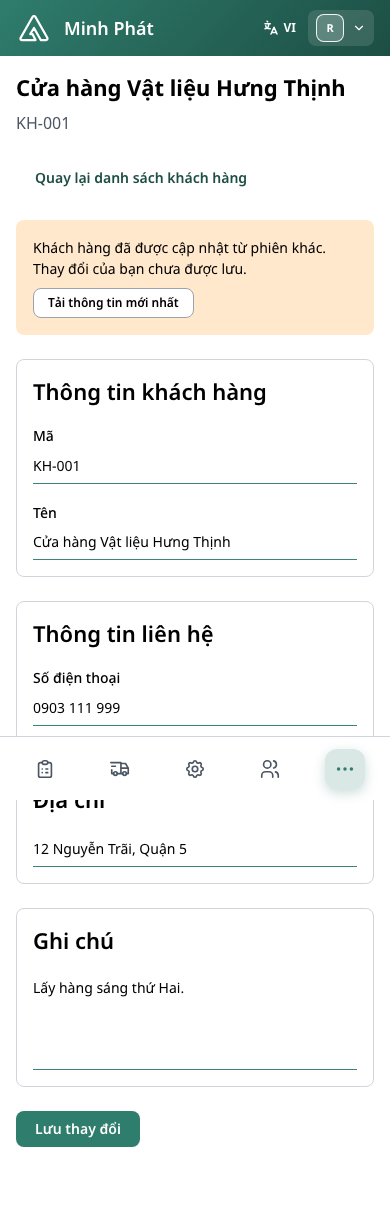 Minh Phát
VI
R
Cửa hàng Vật liệu Hưng Thịnh
KH-001
Quay lại danh sách khách hàng
Khách hàng đã được cập nhật từ phiên khác.
Thay đổi của bạn chưa được lưu.
Tải thông tin mới nhất
Thông tin khách hàng
Mã
KH-001
Tên
Cửa hàng Vật liệu Hưng Thịnh
Thông tin liên hệ
Số điện thoại
0903 111 999
Địa chỉ
12 Nguyễn Trãi, Quận 5
Ghi chú
Lấy hàng sáng thứ Hai.
Lưu thay đổi